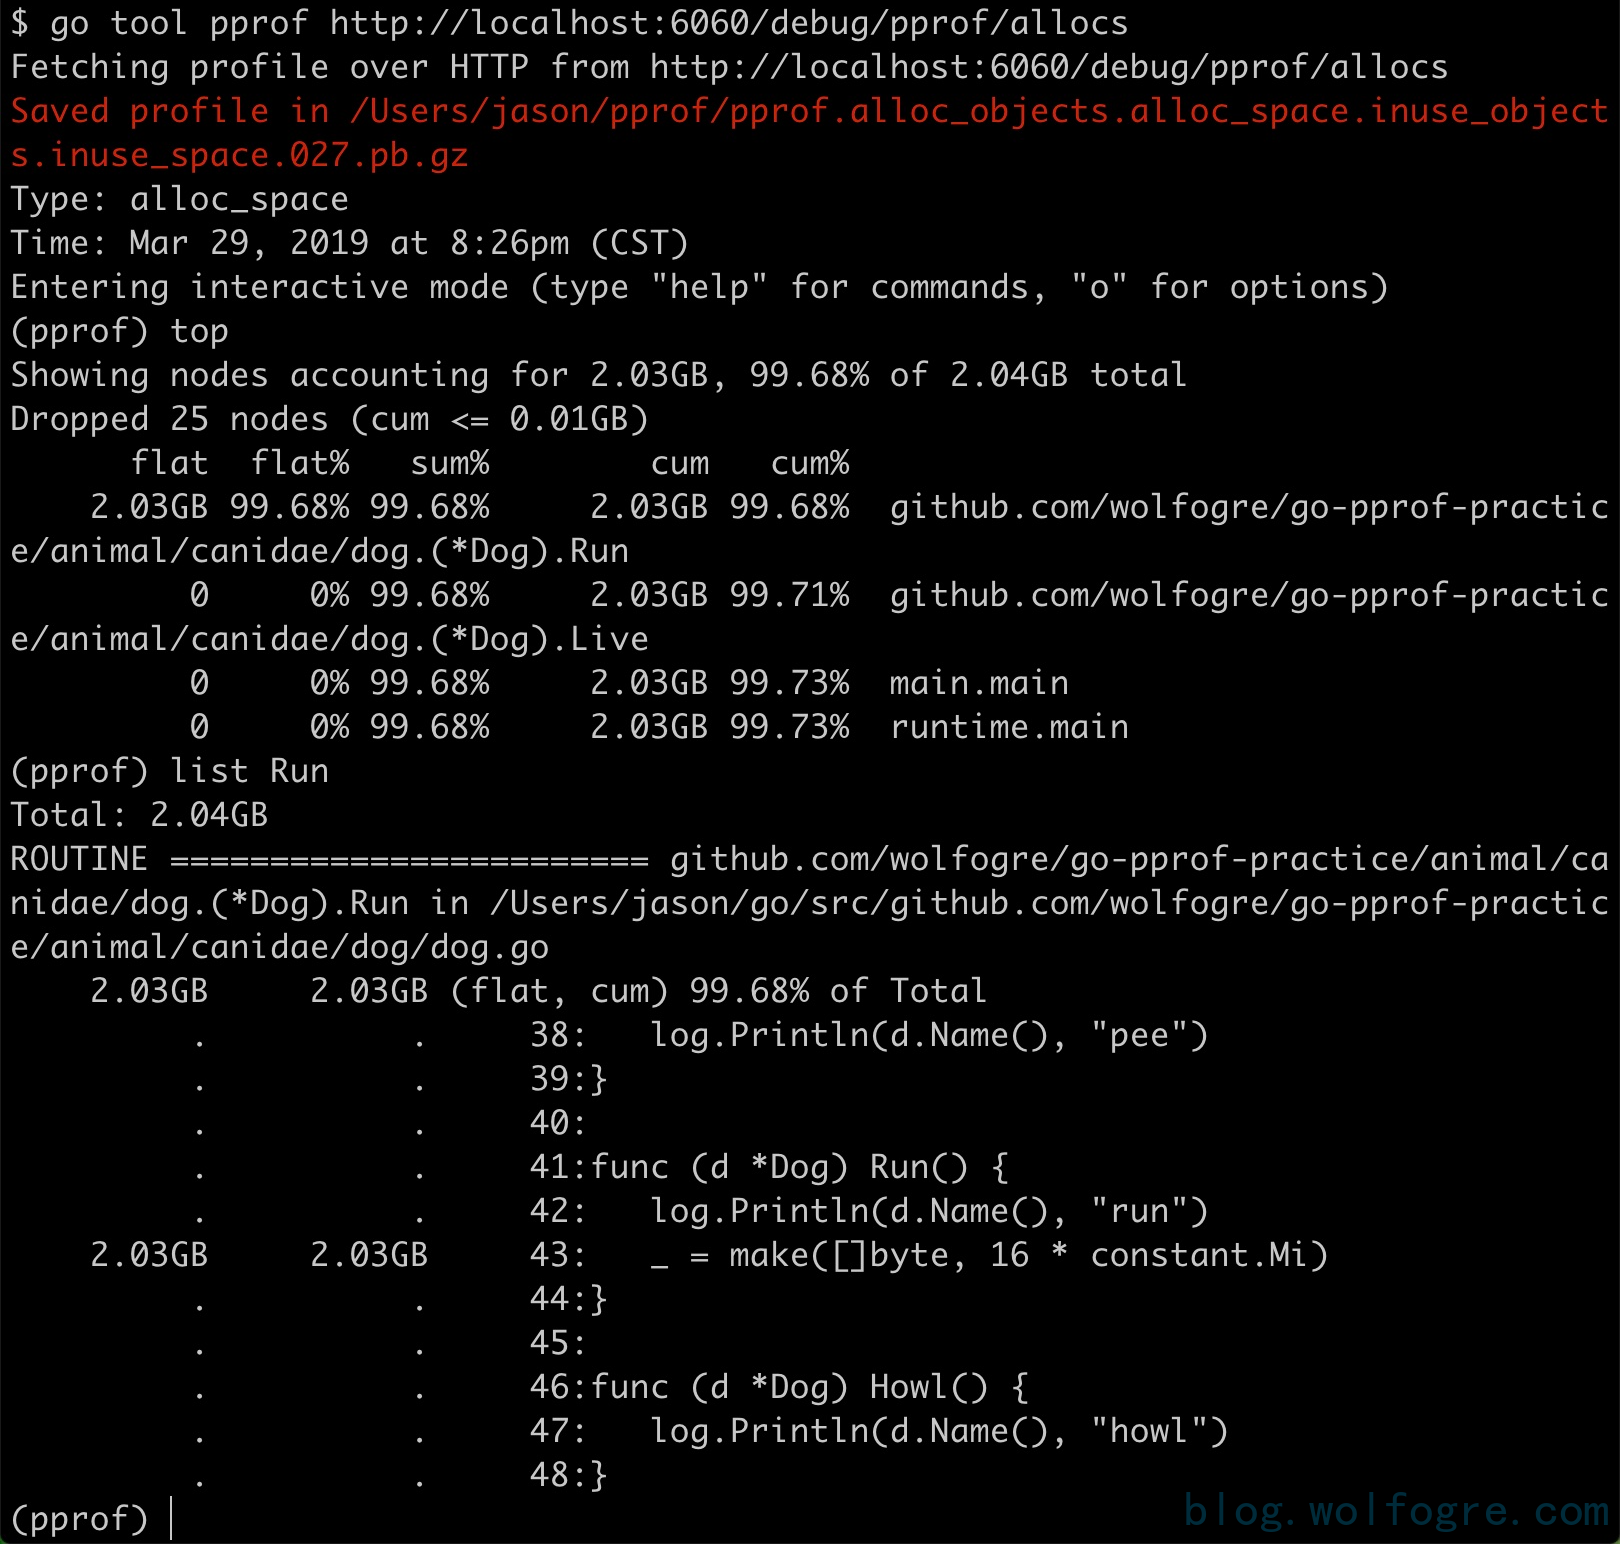 $ go tool pprof http://localhost:6060/debug/pprof/allocs
Fetching profile over HTTP from http://localhost:6060/debug/pprof/allocs
Saved profile in /Users/jason/pprof/pprof.alloc_objects.alloc_space.inuse_object
s.inuse_space.027.pb.gz
Type: alloc_space
Time: Mar 29, 2019 at 8:26pm (CST)
Entering interactive mode (type "help" for commands, "o" for options)
(pprof) top
Showing nodes accounting for 2.03GB, 99.68% of 2.04GB total
Dropped 25 nodes (cum <= 0.01GB)
      flat  flat%   sum%        cum   cum%
    2.03GB 99.68% 99.68%     2.03GB 99.68%  github.com/wolfogre/go-pprof-practic
e/animal/canidae/dog.(*Dog).Run
         0     0% 99.68%     2.03GB 99.71%  github.com/wolfogre/go-pprof-practic
e/animal/canidae/dog.(*Dog).Live
         0     0% 99.68%     2.03GB 99.73%  main.main
         0     0% 99.68%     2.03GB 99.73%  runtime.main
(pprof) list Run
Total: 2.04GB
ROUTINE ======================== github.com/wolfogre/go-pprof-practice/animal/ca
nidae/dog.(*Dog).Run in /Users/jason/go/src/github.com/wolfogre/go-pprof-practic
e/animal/canidae/dog/dog.go
    2.03GB     2.03GB (flat, cum) 99.68% of Total
         .          .     38:   log.Println(d.Name(), "pee")
         .          .     39:}
         .          .     40:
         .          .     41:func (d *Dog) Run() {
         .          .     42:   log.Println(d.Name(), "run")
    2.03GB     2.03GB     43:   _ = make([]byte, 16 * constant.Mi)
         .          .     44:}
         .          .     45:
         .          .     46:func (d *Dog) Howl() {
         .          .     47:   log.Println(d.Name(), "howl")
         .          .     48:}
(pprof)
blog.wolfogre.com